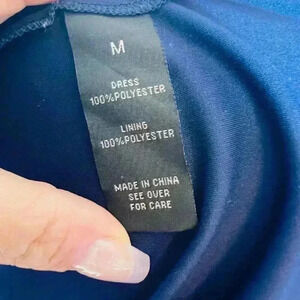 M
DRESS
100%POLYESTER
LINING
100%POLYESTER
MADE IN CHINA
SEE OVER
FOR CARE